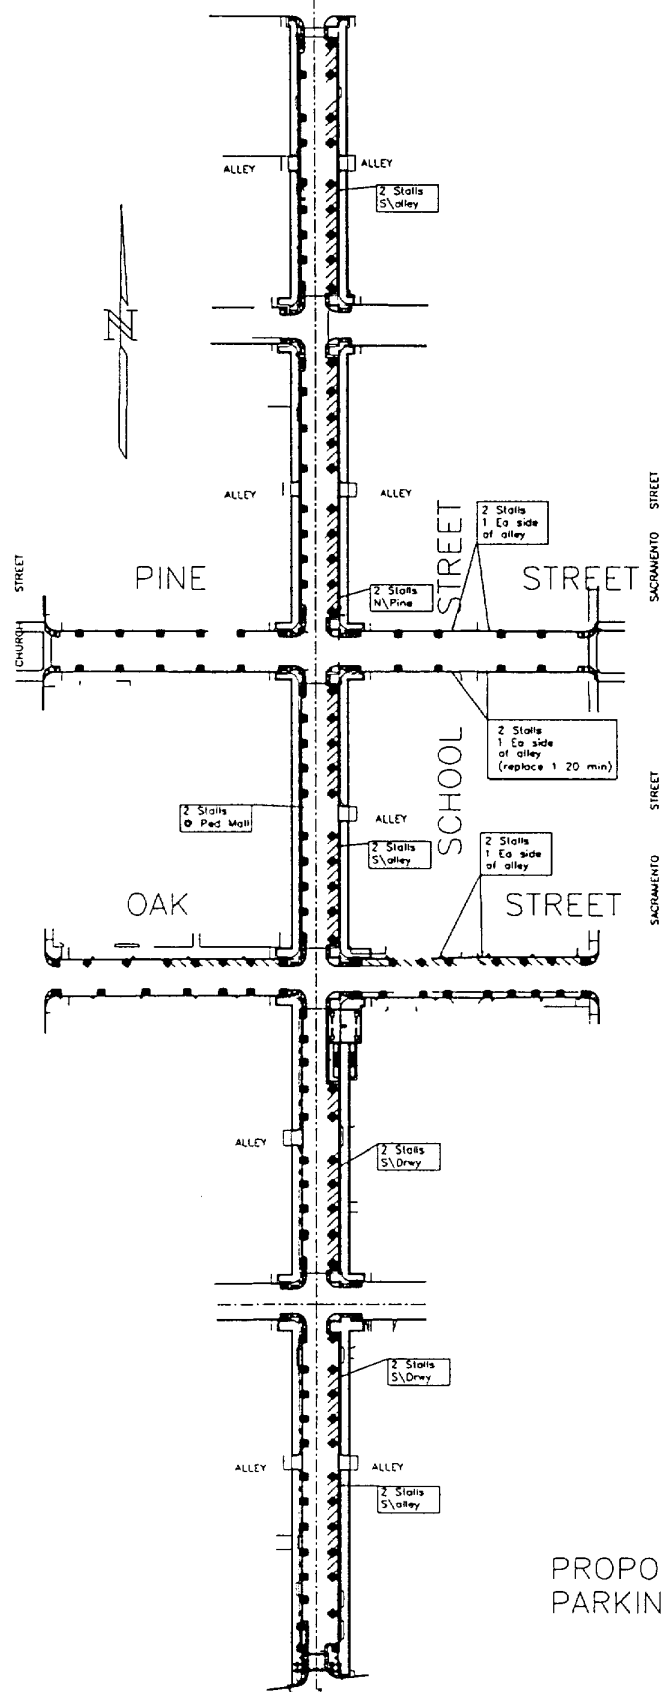 ALLEY
ALLEY
2 Stalls
S\alley
N
ALLEY
ALLEY
2 Stalls
1 Ea side
of alley
STREET
SACRAMENTO STREET
PINE
STREET
CHURCH STREET
2 Stalls
N\Pine
2 Stalls
1 Ea side
of alley
(replace 1 20 min)
SCHOOL
2 Stalls
@ Ped Mall
ALLEY
2 Stalls
S\alley
2 Stalls
1 Ea side
of alley
SACRAMENTO STREET
OAK
STREET
ALLEY
2 Stalls
S\Drwy
2 Stalls
S\Drwy
ALLEY
ALLEY
2 Stalls
S\alley
PROPO
PARKIN